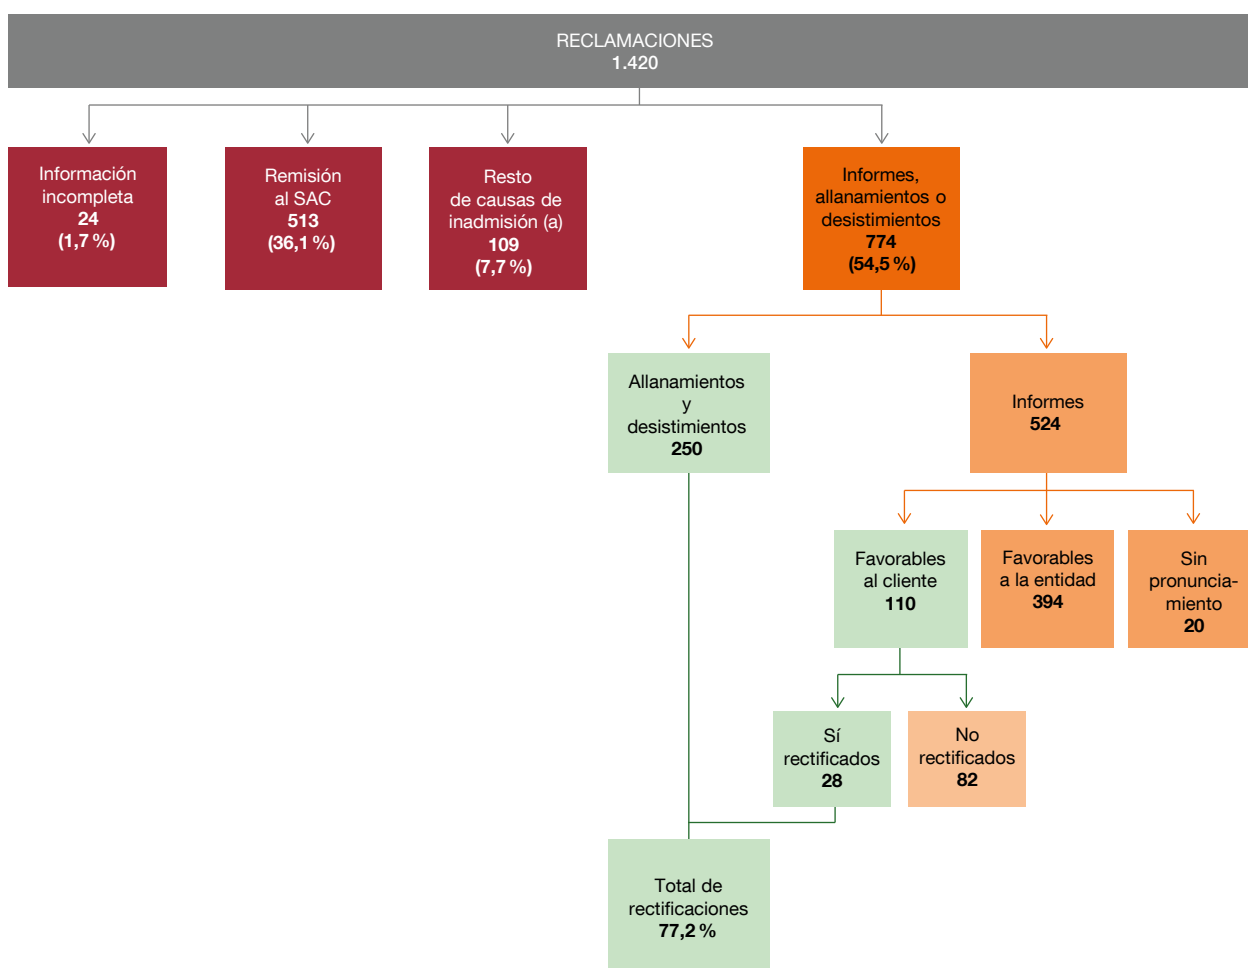 RECLAMACIONES
1.420
Información
incompleta
24
(1,7 %)
Remisión
al SAC
513
(36,1 %)
Resto
de causas de
inadmisión (a)
109
(7,7 %)
Informes,
allanamientos o
desistimientos
774
(54,5 %)
Allanamientos
y
desistimientos
250
Informes
524
Favorables
al cliente
110
Favorables
a la entidad
394
Sin
pronuncia-
miento
20
Sí
rectificados
28
No
rectificados
82
Total de
rectificaciones
77,2 %